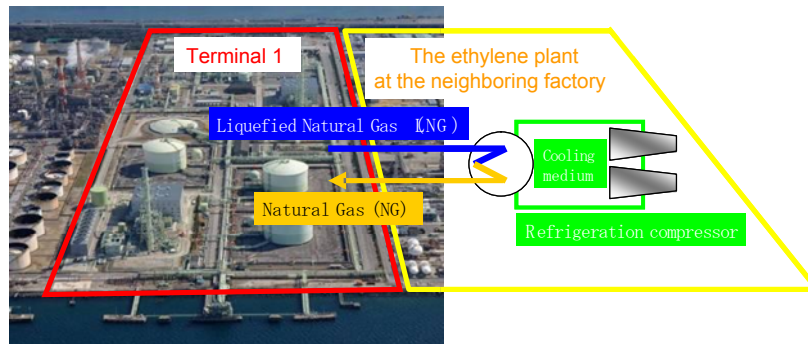 Terminal 1
The ethylene plant
at the neighboring factory
Liquefied Natural Gas (LNG)
Cooling
medium
Natural Gas (NG)
Refrigeration compressor